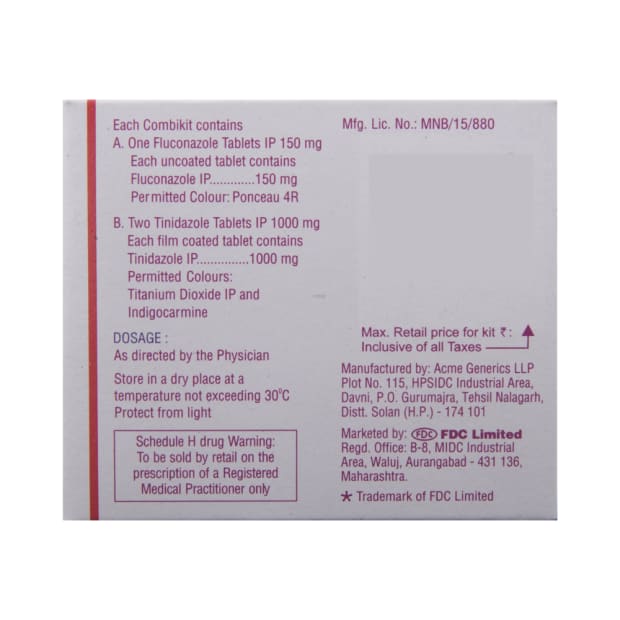 Each Combikit contains
A. One Fluconazole Tablets IP 150 mg
Each uncoated tablet contains
Fluconazole IP.............150 mg
Permitted Colour: Ponceau 4R
B. Two Tinidazole Tablets IP 1000 mg
Each film coated tablet contains
Tinidazole IP...............1000 mg
Permitted Colours:
Titanium Dioxide IP and
Indigocarmine
DOSAGE :
As directed by the Physician
Store in a dry place at a
temperature not exceeding 30°C
Protect from light
Schedule H drug Warning:
To be sold by retail on the
prescription of a Registered
Medical Practitioner only
Mfg. Lic. No.: MNB/15/880
Max. Retail price for kit ₹ :
Inclusive of all Taxes
Manufactured by: Acme Generics LLP
Plot No. 115, HPSIDC Industrial Area,
Davni, P.O. Gurumajra, Tehsil Nalagarh,
Distt. Solan (H.P.) - 174 101
Marketed by: FDC FDC Limited
Regd. Office: B-8, MIDC Industrial
Area, Waluj, Aurangabad - 431 136,
Maharashtra.
* Trademark of FDC Limited